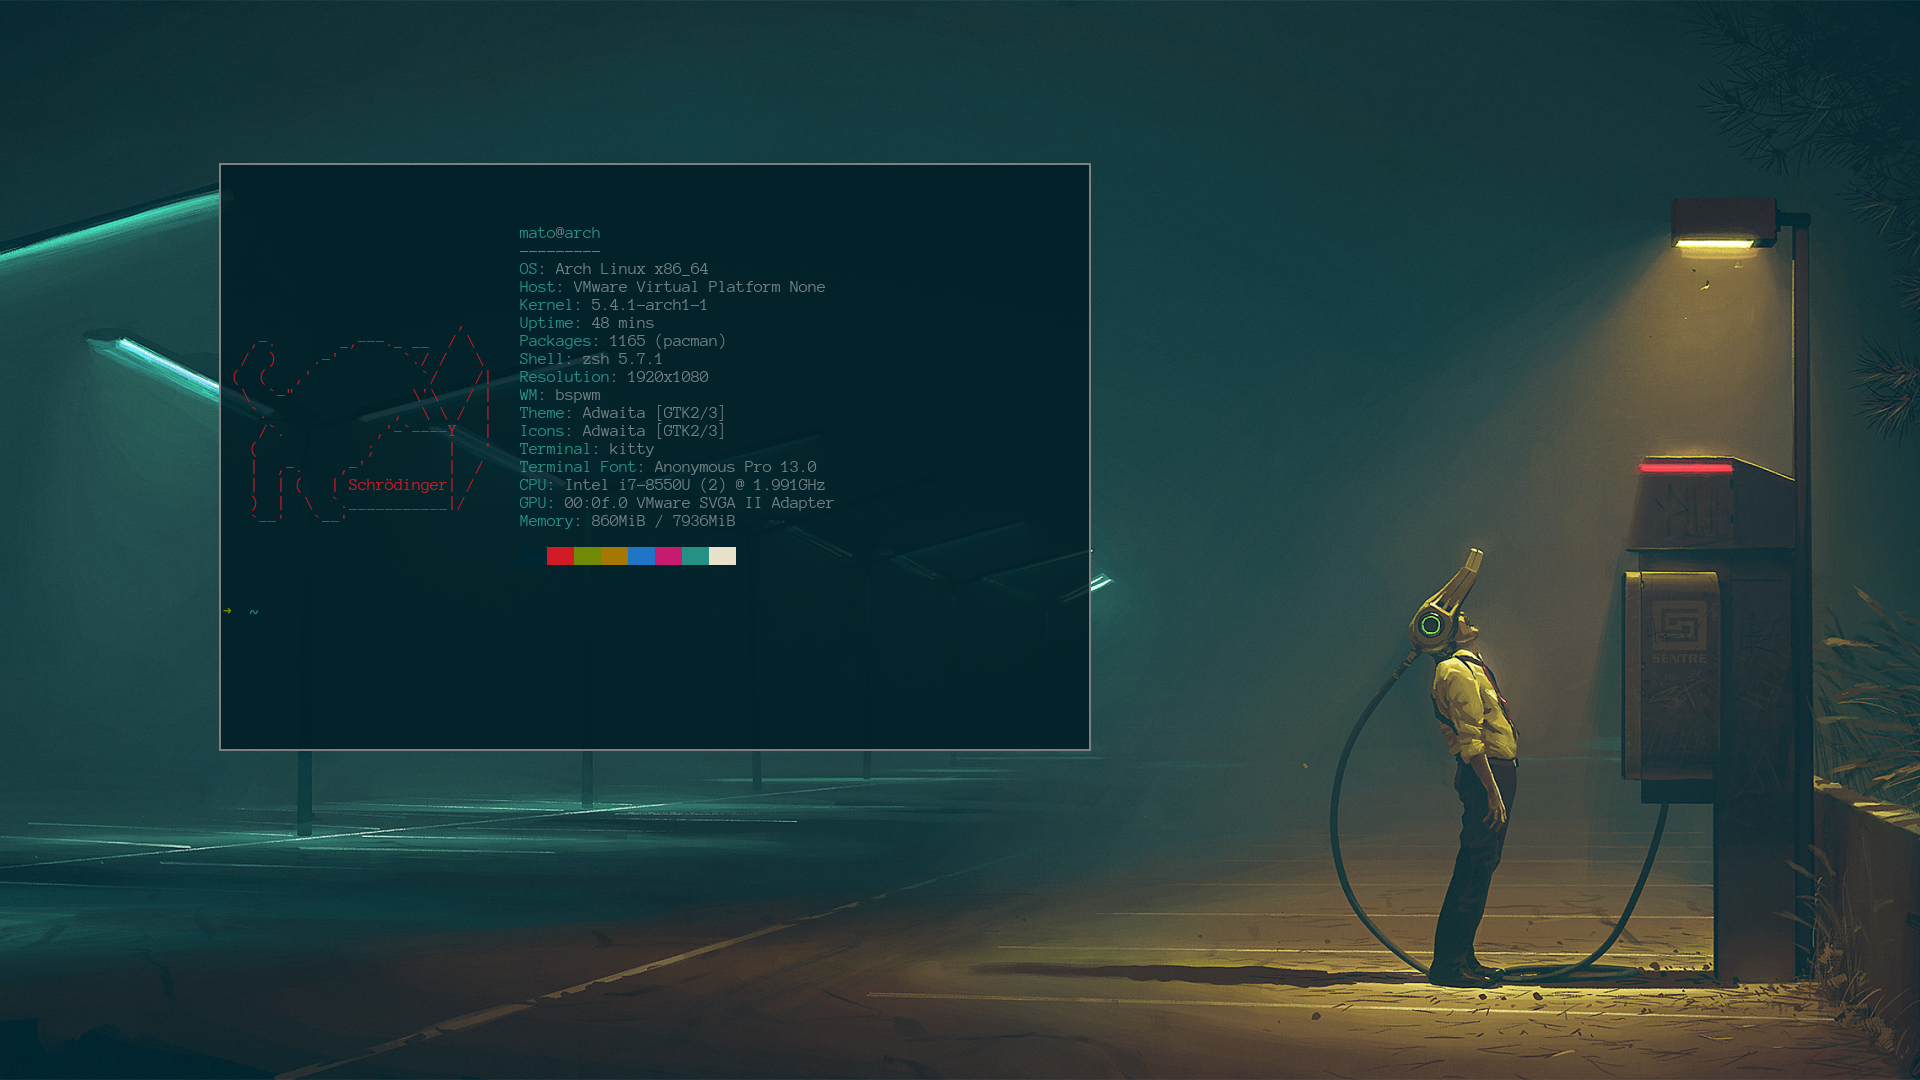 mato@arch
---------
OS: Arch Linux x86_64
Host: VMware Virtual Platform None
Kernel: 5.4.1-arch1-1
Uptime: 48 mins
Packages: 1165 (pacman)
Shell: zsh 5.7.1
Resolution: 1920x1080
WM: bspwm
Theme: Adwaita [GTK2/3]
Icons: Adwaita [GTK2/3]
Terminal: kitty
Terminal Font: Anonymous Pro 13.0
CPU: Intel i7-8550U (2) @ 1.991GHz
GPU: 00:0f.0 VMware SVGA II Adapter
Memory: 860MiB / 7936MiB
Schrödinger
➜ ~
SENTRE